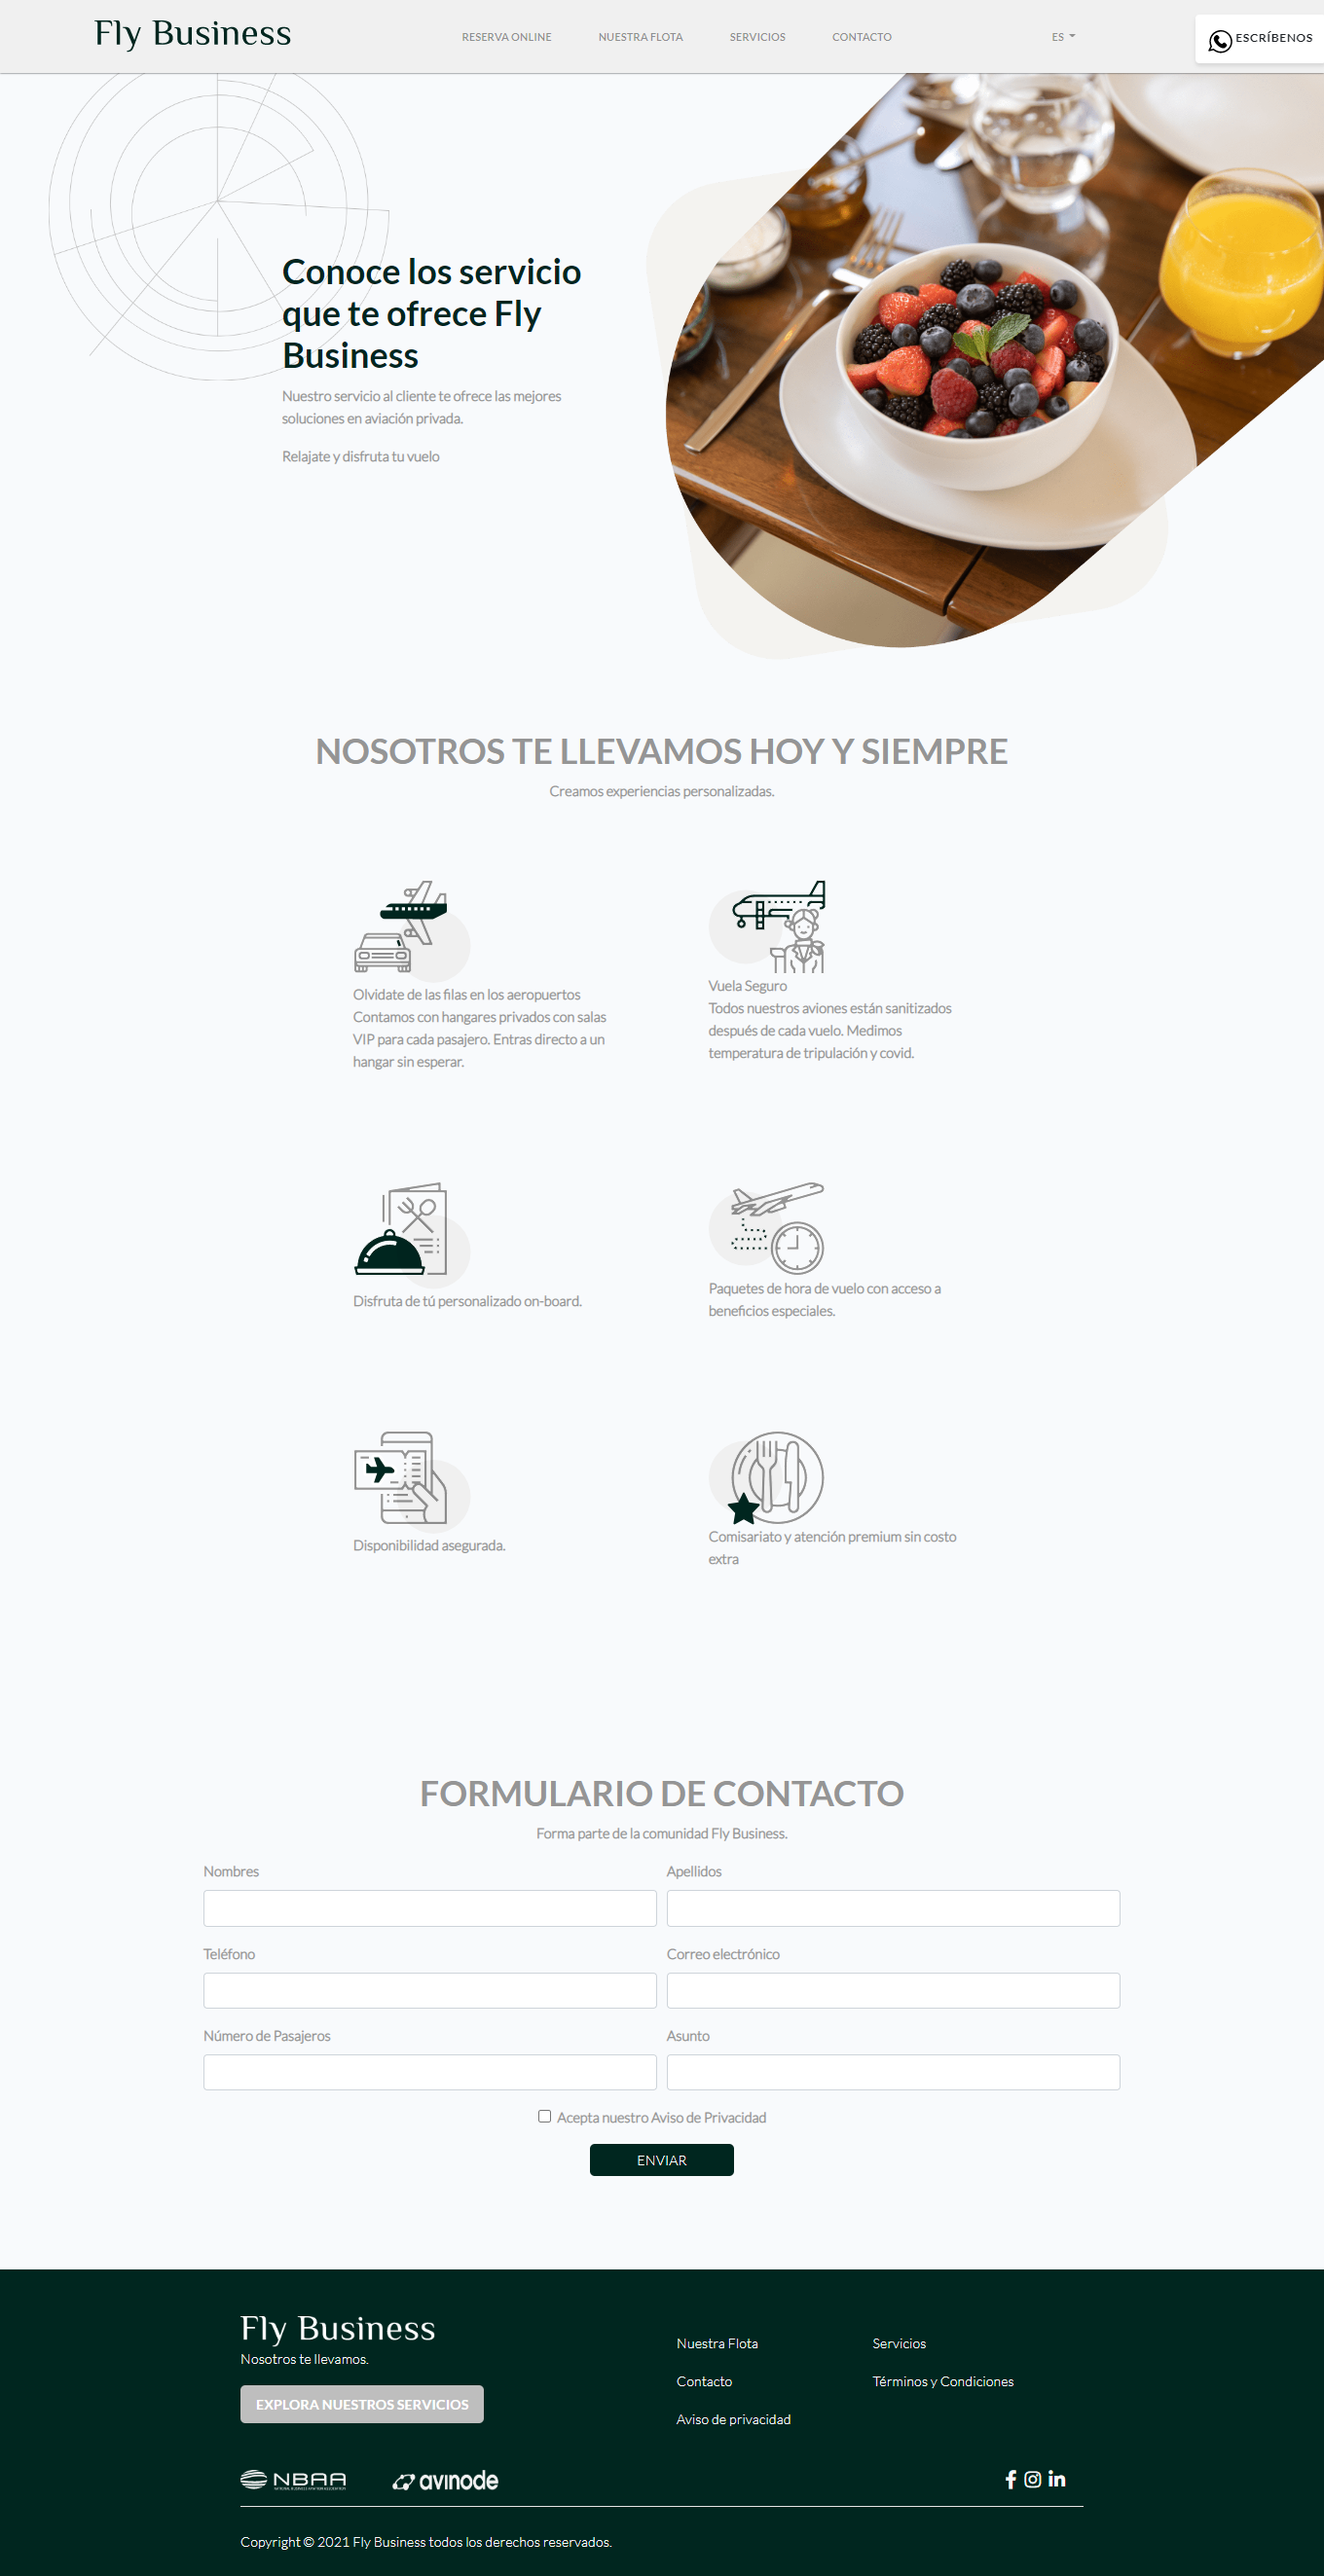 Fly Business
RESERVA ONLINE
NUESTRA FLOTA
SERVICIOS
CONTACTO
ES
ESCRÍBENOS
Conoce los servicio
que te ofrece Fly
Business
Nuestro servicio al cliente te ofrece las mejores
soluciones en aviación privada.
Relajate y disfruta tu vuelo
NOSOTROS TE LLEVAMOS HOY Y SIEMPRE
Creamos experiencias personalizadas.
Olvidate de las filas en los aeropuertos
Contamos con hangares privados con salas
VIP para cada pasajero. Entras directo a un
hangar sin esperar.
Vuela Seguro
Todos nuestros aviones están sanitizados
después de cada vuelo. Medimos
temperatura de tripulación y covid.
Disfruta de tú personalizado on-board.
Paquetes de hora de vuelo con acceso a
beneficios especiales.
Disponibilidad asegurada.
Comisariato y atención premium sin costo
extra
FORMULARIO DE CONTACTO
Forma parte de la comunidad Fly Business.
Nombres
Apellidos
Teléfono
Correo electrónico
Número de Pasajeros
Asunto
Acepta nuestro Aviso de Privacidad
ENVIAR
Fly Business
Nosotros te llevamos.
EXPLORA NUESTROS SERVICIOS
Nuestra Flota
Servicios
Contacto
Términos y Condiciones
Aviso de privacidad
NBAA
avinode
Copyright © 2021 Fly Business todos los derechos reservados.